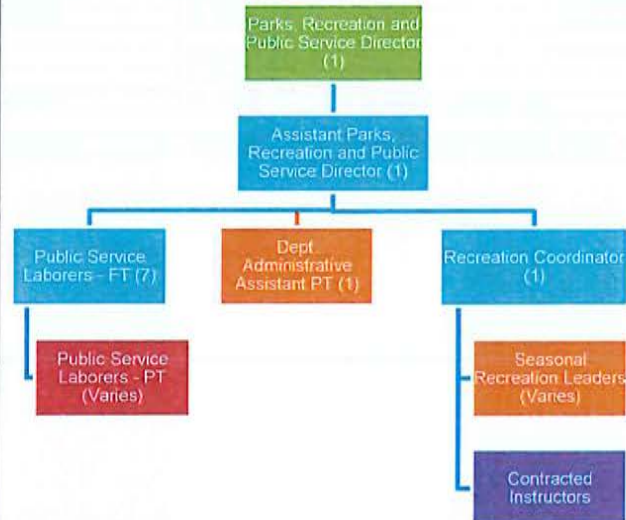 Parks, Recreation and
Public Service Director
(1)
Assistant Parks,
Recreation and Public
Service Director (1)
Public Service
Laborers - FT (7)
Dept
Administrative
Assistant PT (1)
Recreation Coordinator
(1)
Public Service
Laborers - PT
(Varies)
Seasonal
Recreation Leaders
(Varies)
Contracted
Instructors